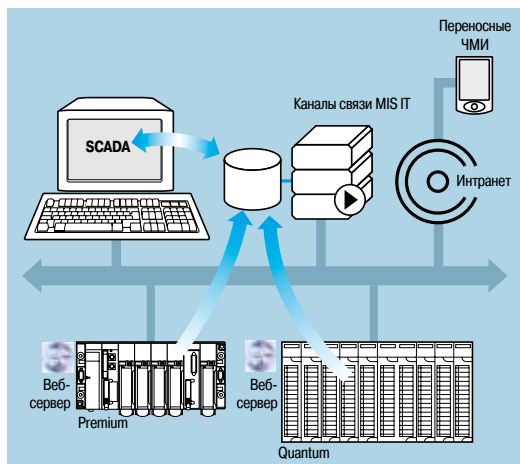 Переносные
ЧМИ
Каналы связи MIS IT
SCADA
Интранет
Веб-
сервер
Premium
Веб-
сервер
Quantum